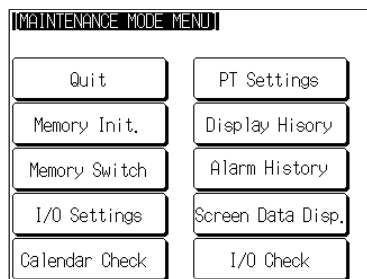 [MAINTENANCE MODE MENU]
Quit
PT Settings
Memory Init.
Display Hisory
Memory Switch
Alarm History
I/O Settings
Screen Data Disp.
Calendar Check
I/O Check